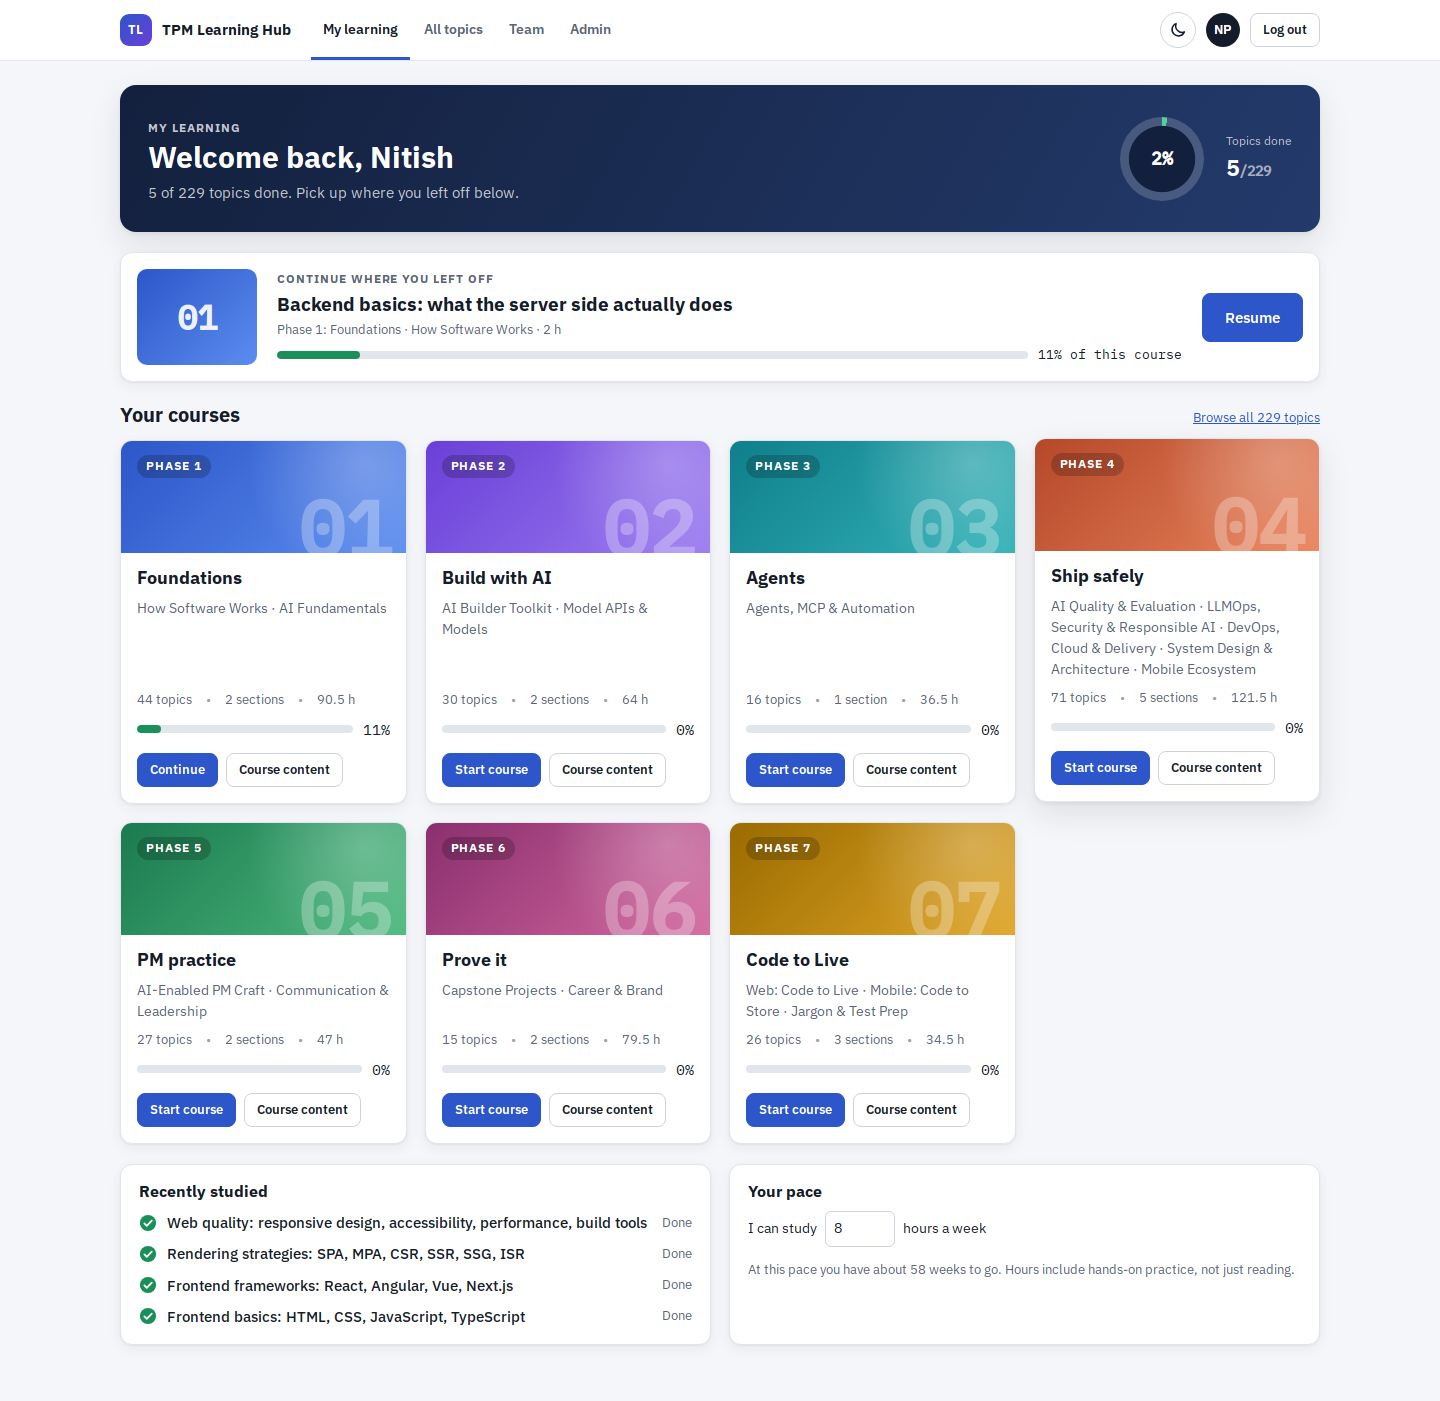 TL
TPM Learning Hub
My learning
All topics
Team
Admin
NP
Log out
MY LEARNING
Welcome back, Nitish
5 of 229 topics done. Pick up where you left off below.
2%
Topics done
5/229
01
CONTINUE WHERE YOU LEFT OFF
Backend basics: what the server side actually does
Phase 1: Foundations · How Software Works · 2 h
11% of this course
Resume
Your courses
Browse all 229 topics
PHASE 1
01
Foundations
How Software Works · AI Fundamentals
44 topics • 2 sections • 90.5 h
11%
Continue
Course content
PHASE 2
02
Build with AI
AI Builder Toolkit · Model APIs &
Models
30 topics • 2 sections • 64 h
0%
Start course
Course content
PHASE 3
03
Agents
Agents, MCP & Automation
16 topics • 1 section • 36.5 h
0%
Start course
Course content
PHASE 4
04
Ship safely
AI Quality & Evaluation · LLMOps,
Security & Responsible AI · DevOps,
Cloud & Delivery · System Design &
Architecture · Mobile Ecosystem
71 topics • 5 sections • 121.5 h
0%
Start course
Course content
PHASE 5
05
PM practice
AI-Enabled PM Craft · Communication &
Leadership
27 topics • 2 sections • 47 h
0%
Start course
Course content
PHASE 6
06
Prove it
Capstone Projects · Career & Brand
15 topics • 2 sections • 79.5 h
0%
Start course
Course content
PHASE 7
07
Code to Live
Web: Code to Live · Mobile: Code to
Store · Jargon & Test Prep
26 topics • 3 sections • 34.5 h
0%
Start course
Course content
Recently studied
Web quality: responsive design, accessibility, performance, build tools Done
Rendering strategies: SPA, MPA, CSR, SSR, SSG, ISR Done
Frontend frameworks: React, Angular, Vue, Next.js Done
Frontend basics: HTML, CSS, JavaScript, TypeScript Done
Your pace
I can study 8 hours a week
At this pace you have about 58 weeks to go. Hours include hands-on practice, not just reading.